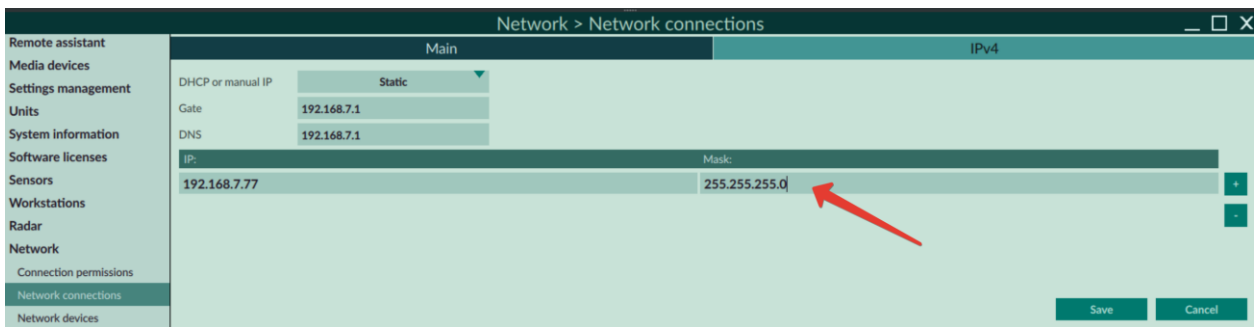 Network > Network connections
Remote assistant
Media devices
Settings management
Units
System information
Software licenses
Sensors
Workstations
Radar
Network
Connection permissions
Network connections
Network devices
Main IPv4
DHCP or manual IP Static
Gate 192.168.7.1
DNS 192.168.7.1
IP: Mask:
192.168.7.77 255.255.255.0
+
-
Save Cancel